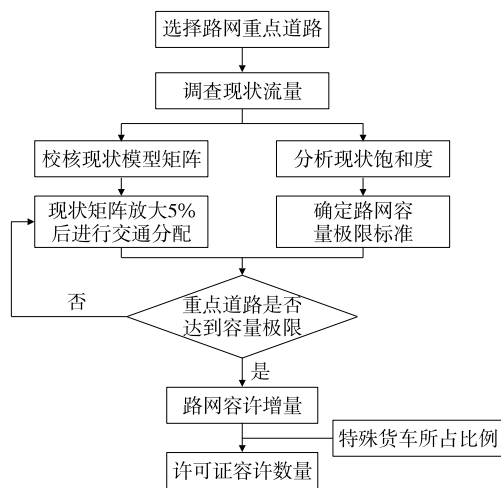 选择路网重点道路
调查现状流量
校核现状模型矩阵
分析现状饱和度
现状矩阵放大5%
后进行交通分配
确定路网容
量极限标准
否
重点道路是否
达到容量极限
是
路网容许增量
特殊货车所占比例
许可证容许数量